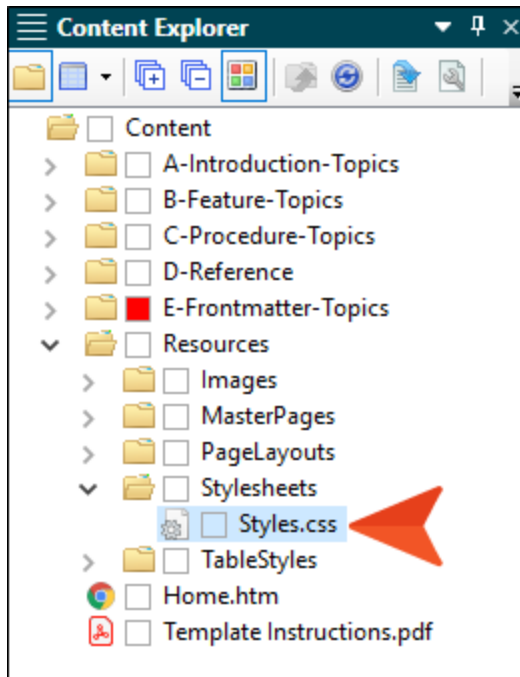 Content Explorer
Content
A-Introduction-Topics
B-Feature-Topics
C-Procedure-Topics
D-Reference
E-Frontmatter-Topics
Resources
Images
MasterPages
PageLayouts
Stylesheets
Styles.css
TableStyles
Home.htm
Template Instructions.pdf